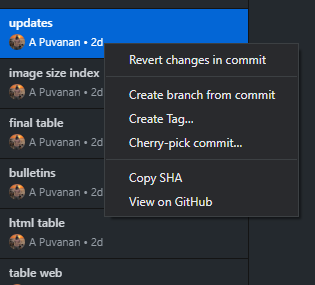 updates
A Puvanan • 2d
Revert changes in commit
image size index
A Puvanan • 2d
Create branch from commit
Create Tag...
final table
A Puvanan • 2d
Cherry-pick commit...
bulletins
A Puvanan • 2d
Copy SHA
View on GitHub
html table
A Puvanan • 2d
table web